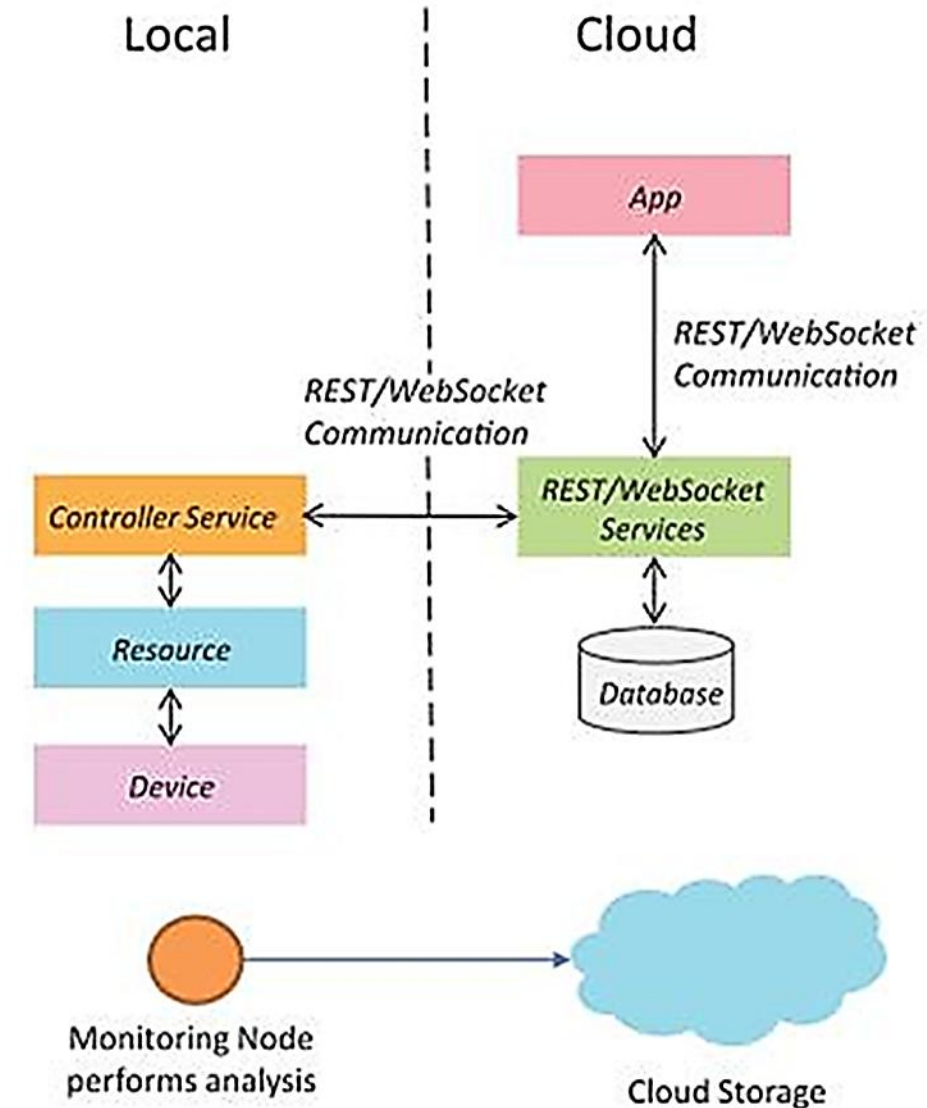 Local
Cloud
App
REST/WebSocket
Communication
REST/WebSocket
Communication
Controller Service
REST/WebSocket
Services
Resource
Database
Device
Monitoring Node
performs analysis
Cloud Storage